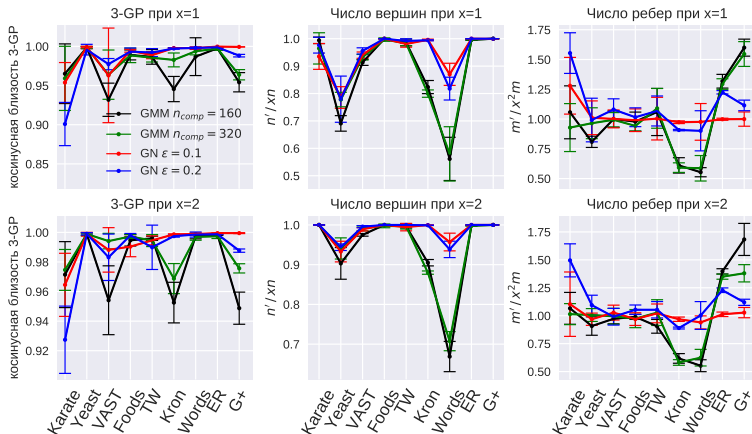 3-GP при x=1
Число вершин при x=1
Число ребер при x=1
косинусная близость 3-GP
1.00
0.95
0.90
0.85
GMM n_comp = 160
GMM n_comp = 320
GN ε = 0.1
GN ε = 0.2
n′ / xn
1.0
0.9
0.8
0.7
0.6
0.5
m′ / x²m
1.75
1.50
1.25
1.00
0.75
0.50
3-GP при x=2
Число вершин при x=2
Число ребер при x=2
косинусная близость 3-GP
1.00
0.98
0.96
0.94
0.92
n′ / xn
1.0
0.9
0.8
0.7
m′ / x²m
1.75
1.50
1.25
1.00
0.75
0.50
Karate Yeast VAST Foods TW Kron Words ER G+
Karate Yeast VAST Foods TW Kron Words ER G+
Karate Yeast VAST Foods TW Kron Words ER G+